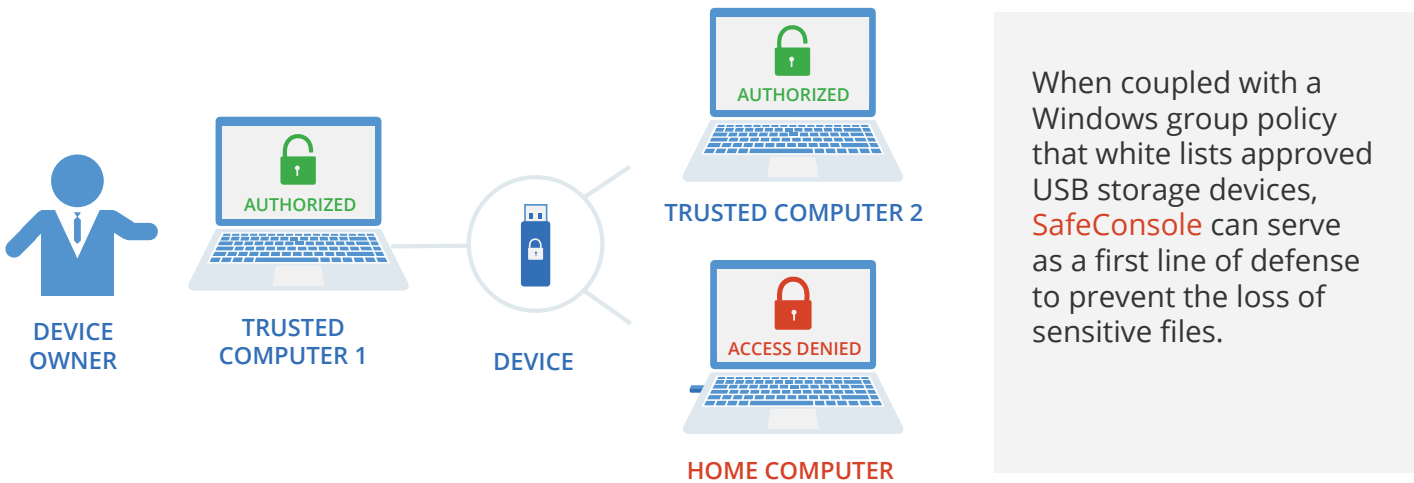 AUTHORIZED
DEVICE
OWNER
TRUSTED
COMPUTER 1
DEVICE
AUTHORIZED
TRUSTED COMPUTER 2
ACCESS DENIED
HOME COMPUTER
When coupled with a
Windows group policy
that white lists approved
USB storage devices,
SafeConsole can serve
as a first line of defense
to prevent the loss of
sensitive files.